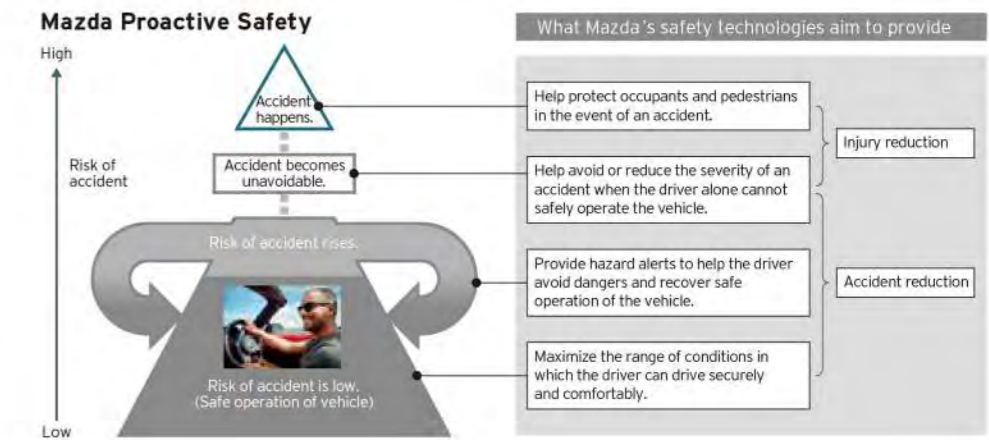 Mazda Proactive Safety
High
Risk of
accident
Low
Accident
happens.
Accident becomes
unavoidable.
Risk of accident rises.
Risk of accident is low.
(Safe operation of vehicle)
What Mazda's safety technologies aim to provide
Help protect occupants and pedestrians
in the event of an accident.
Help avoid or reduce the severity of an
accident when the driver alone cannot
safely operate the vehicle.
Provide hazard alerts to help the driver
avoid dangers and recover safe
operation of the vehicle.
Maximize the range of conditions in
which the driver can drive securely
and comfortably.
Injury reduction
Accident reduction